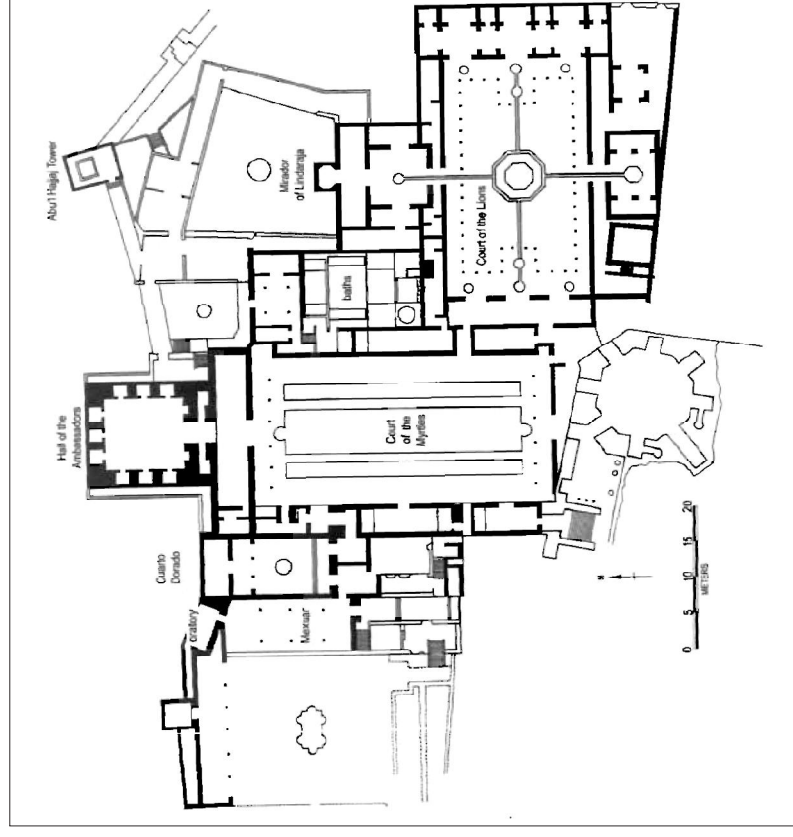 Abu'l Hajjaj Tower
Mirador
of Lindaraja
Court of the Lions
baths
Hall of the
Ambassadors
Court
of the
Myrtles
Cuarto
Dorado
oratory
Mexuar
N
0 5 10 15 20
METERS